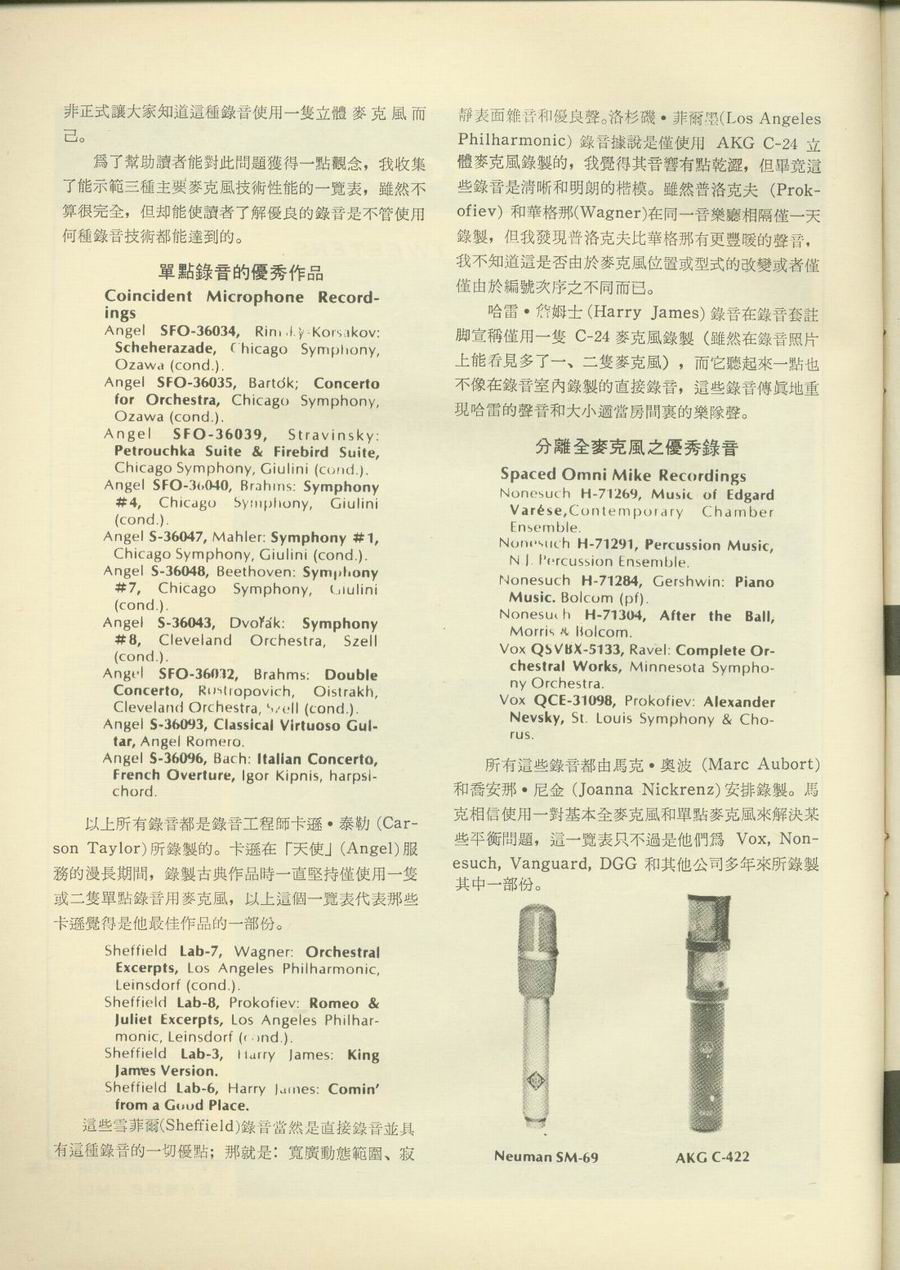 非正式讓大家知道這種錄音使用一隻立體麥克風而
已。
爲了幫助讀者能對此問題獲得一點觀念，我收集
了能示範三種主要麥克風技術性能的一覽表，雖然不
算很完全，但却能使讀者了解優良的錄音是不管使用
何種錄音技術都能達到的。
單點錄音的優秀作品
Coincident Microphone Record-
ings
Angel SFO-36034, Rimsky-Korsakov:
Scheherazade, Chicago Symphony,
Ozawa (cond.).
Angel SFO-36035, Bartók; Concerto
for Orchestra, Chicago Symphony,
Ozawa (cond.).
Angel SFO-36039, Stravinsky:
Petrouchka Suite & Firebird Suite,
Chicago Symphony, Giulini (cond.).
Angel SFO-36040, Brahms: Symphony
#4, Chicago Symphony, Giulini
(cond.).
Angel S-36047, Mahler: Symphony #1,
Chicago Symphony, Giulini (cond.).
Angel S-36048, Beethoven: Symphony
#7, Chicago Symphony, Giulini
(cond.).
Angel S-36043, Dvořák: Symphony
#8, Cleveland Orchestra, Szell
(cond.).
Angel SFO-36032, Brahms: Double
Concerto, Rostropovich, Oistrakh,
Cleveland Orchestra, Szell (cond.).
Angel S-36093, Classical Virtuoso Gui-
tar, Angel Romero.
Angel S-36096, Bach: Italian Concerto,
French Overture, Igor Kipnis, harpsi-
chord.
以上所有錄音都是錄音工程師卡遜•泰勒 (Car-
son Taylor)所錄製的。卡遜在「天使」(Angel)服
務的漫長期間，錄製古典作品時一直堅持僅使用一隻
或二隻單點錄音用麥克風，以上這個一覽表代表那些
卡遜覺得是他最佳作品的一部份。
Sheffield Lab-7, Wagner: Orchestral
Excerpts, Los Angeles Philharmonic,
Leinsdorf (cond.).
Sheffield Lab-8, Prokofiev: Romeo &
Juliet Excerpts, Los Angeles Philhar-
monic, Leinsdorf (cond.).
Sheffield Lab-3, Harry James: King
James Version.
Sheffield Lab-6, Harry James: Comin'
from a Good Place.
這些雪菲爾(Sheffield)錄音當然是直接錄音並具
有這種錄音的一切優點；那就是：寬廣動態範圍、寂
靜表面雜音和優良聲。洛杉磯•菲爾墨(Los Angeles
Philharmonic) 錄音據說是僅使用 AKG C-24 立
體麥克風錄製的，我覺得其音響有點乾澀，但畢竟這
些錄音是清晰和明朗的楷模。雖然普洛克夫 (Prok-
ofiev) 和華格那(Wagner)在同一音樂廳相隔僅一天
錄製，但我發現普洛克夫比華格那有更豐暖的聲音，
我不知道這是否由於麥克風位置或型式的改變或者僅
僅由於編號次序之不同而已。
哈雷•詹姆士 (Harry James) 錄音在錄音套註
脚宣稱僅用一隻 C-24 麥克風錄製（雖然在錄音照片
上能看見多了一、二隻麥克風），而它聽起來一點也
不像在錄音室內錄製的直接錄音，這些錄音傳眞地重
現哈雷的聲音和大小適當房間裏的樂隊聲。
分離全麥克風之優秀錄音
Spaced Omni Mike Recordings
Nonesuch H-71269, Music of Edgard
Varése,Contemporary Chamber
Ensemble.
Nonesuch H-71291, Percussion Music,
N.J. Percussion Ensemble.
Nonesuch H-71284, Gershwin: Piano
Music. Bolcom (pf).
Nonesuch H-71304, After the Ball,
Morris & Bolcom.
Vox QSVBX-5133, Ravel: Complete Or-
chestral Works, Minnesota Sympho-
ny Orchestra.
Vox QCE-31098, Prokofiev: Alexander
Nevsky, St. Louis Symphony & Cho-
rus.
所有這些錄音都由馬克•奧波 (Marc Aubort)
和喬安那•尼金 (Joanna Nickrenz)安排錄製。馬
克相信使用一對基本全麥克風和單點麥克風來解決某
些平衡問題，這一覽表只不過是他們爲 Vox, Non-
esuch, Vanguard, DGG 和其他公司多年來所錄製
其中一部份。
Neuman SM-69
AKG C-422